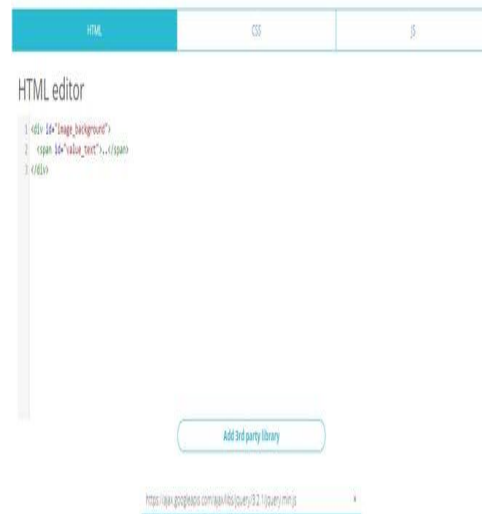 HTML CSS JS
HTML editor
1 <div id="image_background">
2 <span id="value_text">..</span>
3 </div>
Add 3rd party library
https://ajax.googleapis.com/ajax/libs/jquery/3.2.1/jquery.min.js